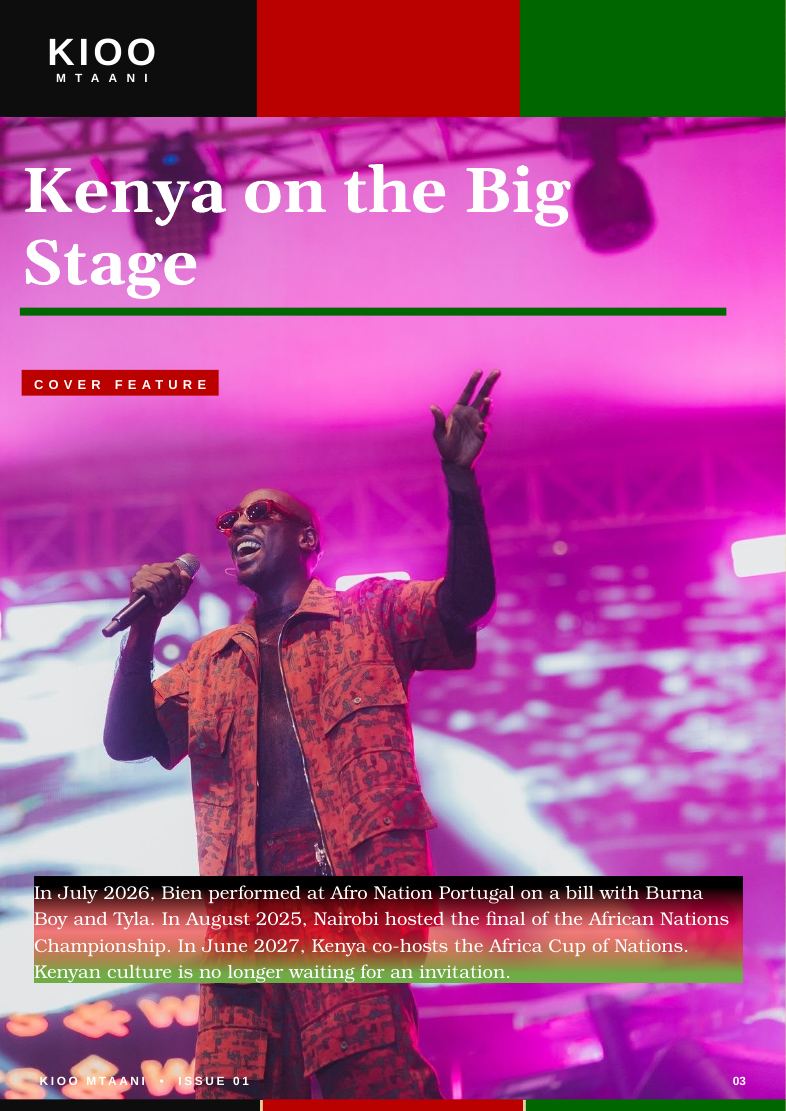 KIOO
MTAANI
Kenya on the Big
Stage
COVER FEATURE
In July 2026, Bien performed at Afro Nation Portugal on a bill with Burna
Boy and Tyla. In August 2025, Nairobi hosted the final of the African Nations
Championship. In June 2027, Kenya co-hosts the Africa Cup of Nations.
Kenyan culture is no longer waiting for an invitation.
s & w
s & w
KIOO MTAANI • ISSUE 01
03